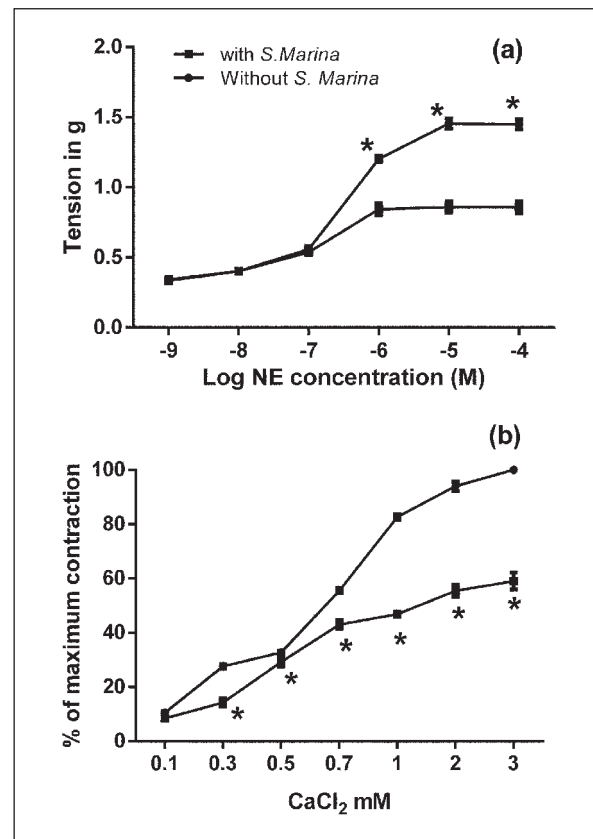 (a)
with S.Marina
Without S. Marina
2.0
1.5
1.0
0.5
0.0
Tension in g
* * *
-9 -8 -7 -6 -5 -4
Log NE concentration (M)
(b)
100
80
60
40
20
0
% of maximum contraction
* * * * * *
0.1 0.3 0.5 0.7 1 2 3
CaCl₂ mM